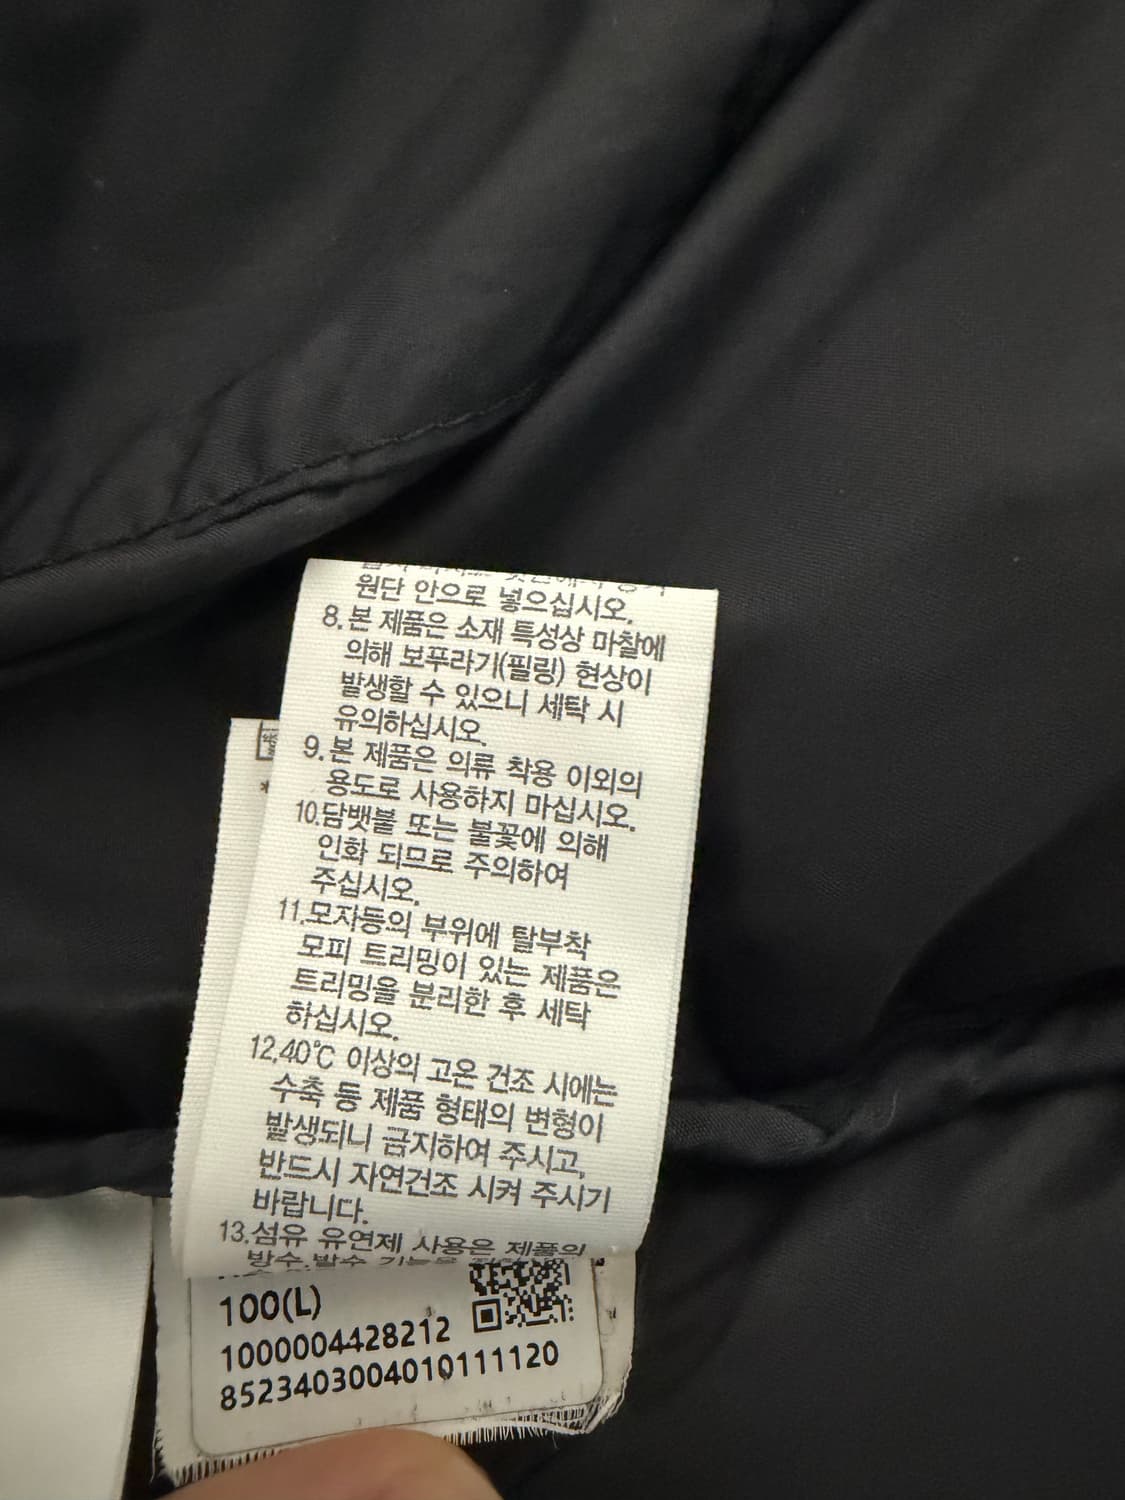 원단 안으로 넣으십시오.
8.본 제품은 소재 특성상 마찰에
의해 보푸라기(필링) 현상이
발생할 수 있으니 세탁 시
유의하십시오.
9.본 제품은 의류 착용 이외의
용도로 사용하지 마십시오.
10.담뱃불 또는 불꽃에 의해
인화 되므로 주의하여
주십시오.
11.모자등의 부위에 탈부착
모피 트리밍이 있는 제품은
트리밍을 분리한 후 세탁
하십시오.
12.40℃ 이상의 고온 건조 시에는
수축 등 제품 형태의 변형이
발생되니 금지하여 주시고,
반드시 자연건조 시켜 주시기
바랍니다.
13.섬유 유연제 사용은 제품의
방수.발수 기능을
100(L)
1000004428212
8523403004010111120